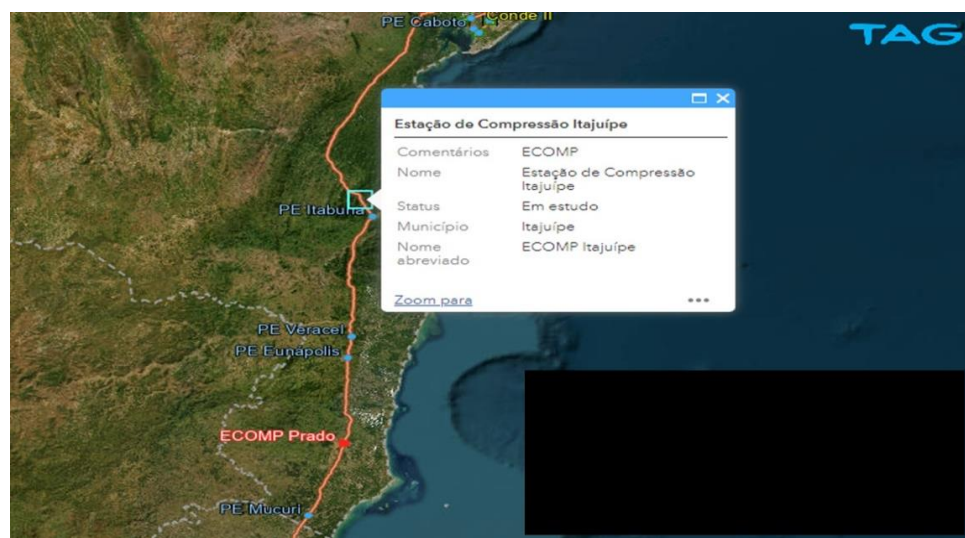 PE Caboto
Conde II
TAG
Estação de Compressão Itajuípe
Comentários ECOMP
Nome Estação de Compressão
Itajuípe
Status Em estudo
Município Itajuípe
Nome ECOMP Itajuípe
abreviado
Zoom para
PE Itabuna
PE Veracel
PE Eunápolis
ECOMP Prado
PE Mucuri